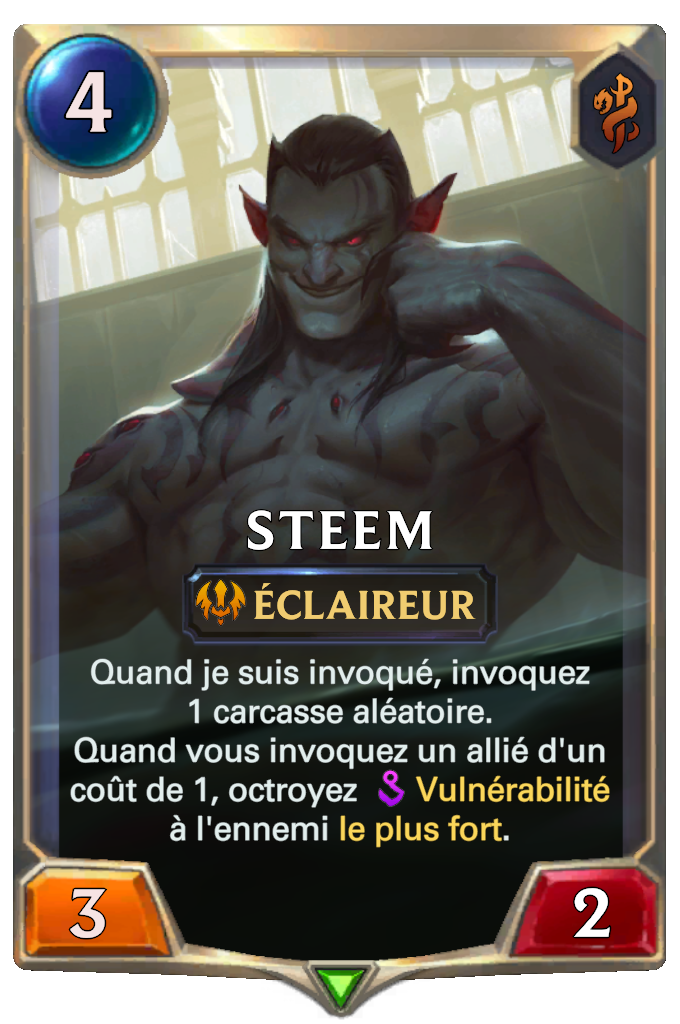 4
STEEM
ÉCLAIREUR
Quand je suis invoqué, invoquez
1 carcasse aléatoire.
Quand vous invoquez un allié d'un
coût de 1, octroyez Vulnérabilité
à l'ennemi le plus fort.
3
2